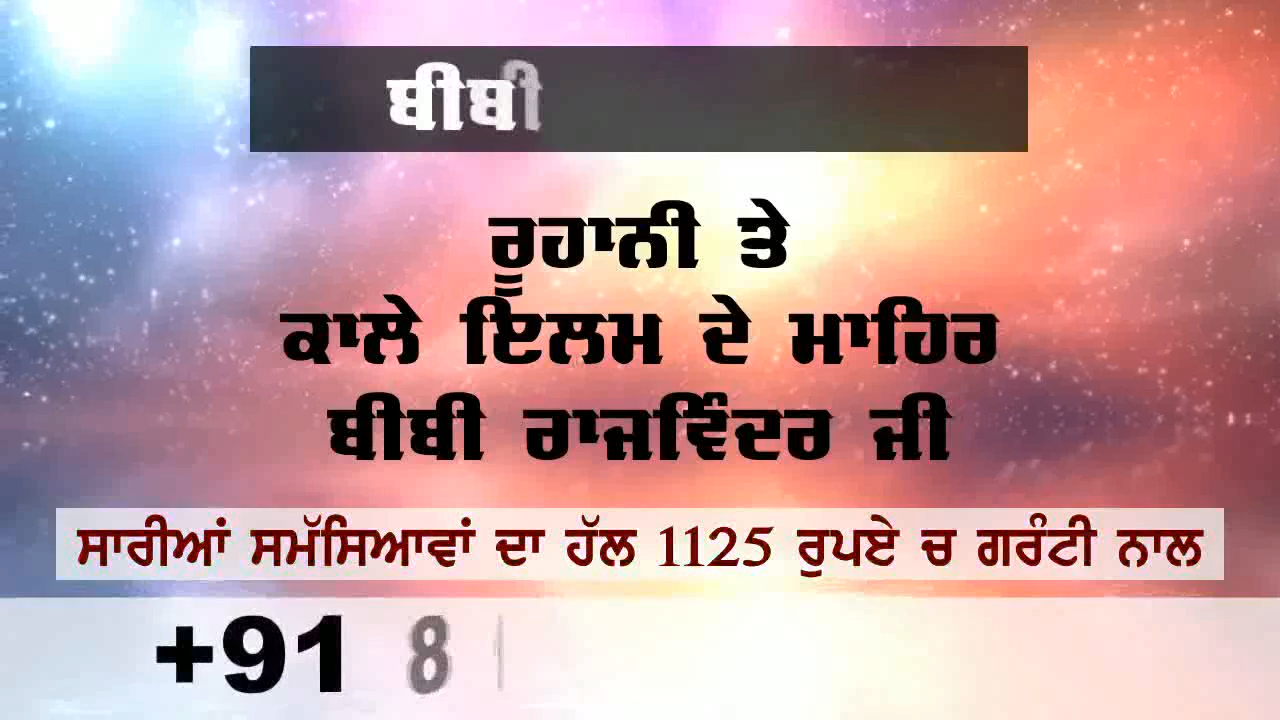 ਬੀਬੀ
ਰੂਹਾਨੀ ਤੇ
ਕਾਲੇ ਇਲਮ ਦੇ ਮਾਹਿਰ
ਬੀਬੀ ਰਾਜਵਿੰਦਰ ਜੀ
ਸਾਰੀਆਂ ਸਮੱਸਿਆਵਾਂ ਦਾ ਹੱਲ 1125 ਰੁਪਏ ਚ ਗਰੰਟੀ ਨਾਲ
+91 8